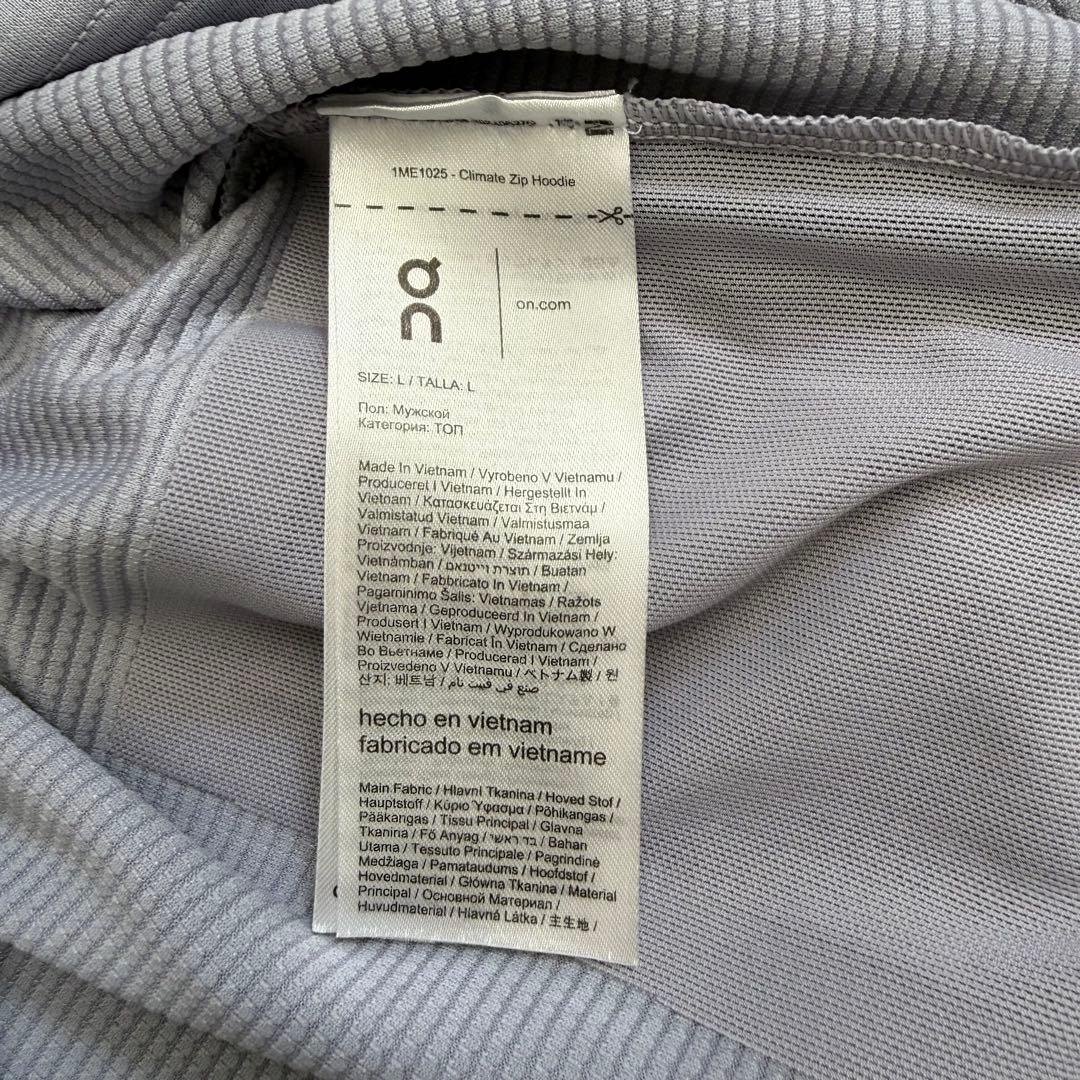 1ME1025 - Climate Zip Hoodie
on
on.com
SIZE: L / TALLA: L
Пол: Мужской
Категория: ТОП
Made In Vietnam / Vyrobeno V Vietnamu /
Produceret I Vietnam / Hergestellt In
Vietnam / Κατασκευάζεται Στη Βιετνάμ /
Valmistatud Vietnam / Valmistusmaa
Vietnam / Fabriqué Au Vietnam / Zemlja
Proizvodnje: Vijetnam / Származási Hely:
Vietnámban / תוצרת וייטנאם / Buatan
Vietnam / Fabbricato In Vietnam /
Pagaminimo Šalis: Vietnamas / Ražots
Vjetnama / Geproduceerd In Vietnam /
Produsert I Vietnam / Wyprodukowano W
Wietnamie / Fabricat În Vietnam / Сделано
Во Вьетнаме / Producerad I Vietnam /
Proizvedeno V Vietnamu / ベトナム製 / 원
산지: 베트남 / صنع في فييت نام
hecho en vietnam
fabricado em vietname
Main Fabric / Hlavní Tkanina / Hoved Stof /
Hauptstoff / Κύριο Ύφασμα / Põhikangas /
Pääkangas / Tissu Principal / Glavna
Tkanina / Fő Anyag / בד ראשי / Bahan
Utama / Tessuto Principale / Pagrindinė
Medžiaga / Pamataudums / Hoofdstof /
Hovedmaterial / Główna Tkanina / Material
Principal / Основной Материал /
Huvudmaterial / Hlavná Látka / 主生地 /